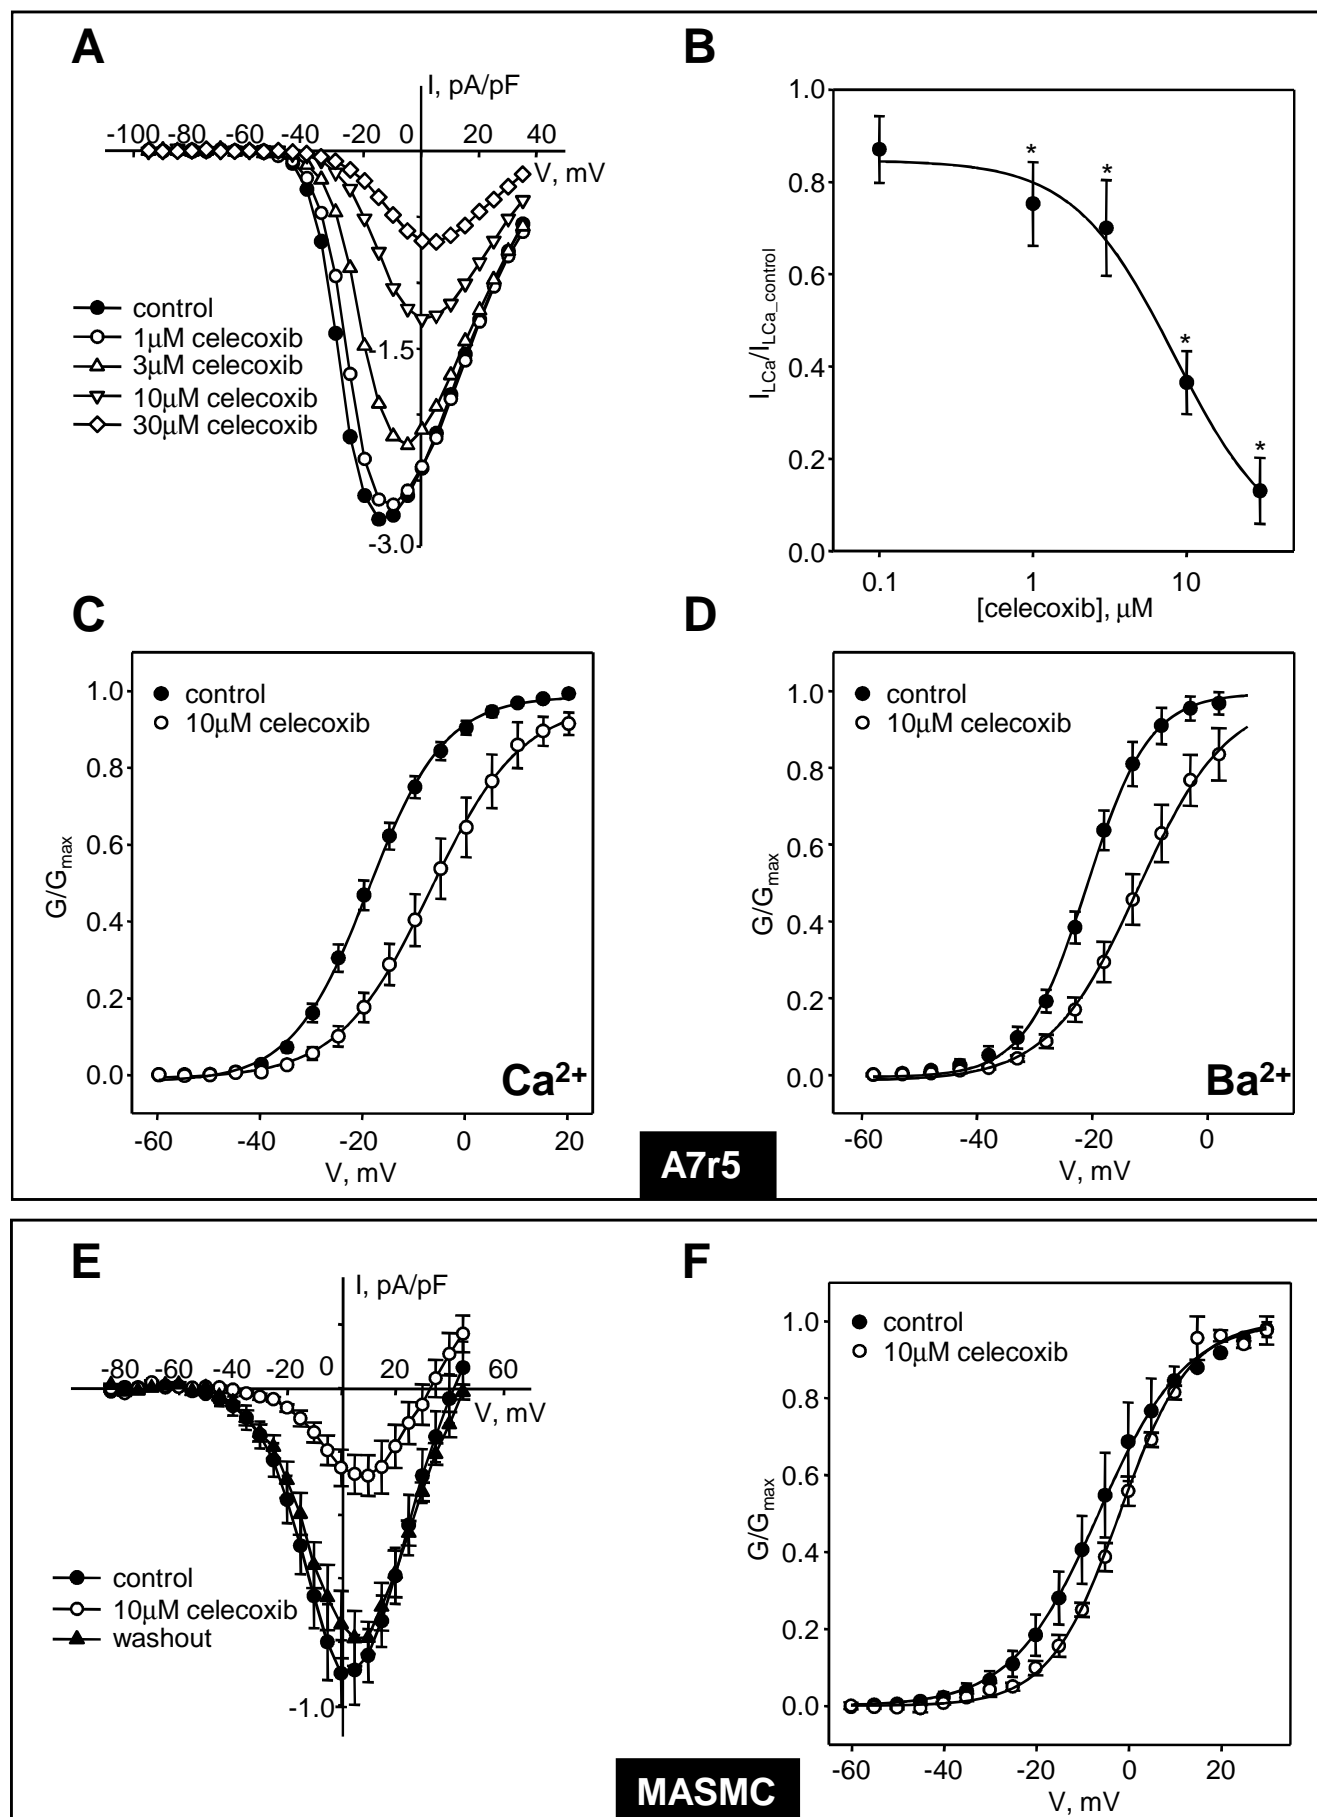 A
I, pA/pF
-100 -80 -60 -40 -20 0 20 40
V, mV
control
1μM celecoxib
3μM celecoxib
10μM celecoxib
30μM celecoxib
-1.5
-3.0
B
1.0
0.8
0.6
0.4
0.2
0.0
I_LCa/I_LCa_control
*
*
*
*
0.1 1 10
[celecoxib], μM
C
control
10μM celecoxib
1.0
0.8
0.6
0.4
0.2
0.0
G/Gmax
Ca²⁺
-60 -40 -20 0 20
V, mV
D
control
10μM celecoxib
1.0
0.8
0.6
0.4
0.2
0.0
G/Gmax
Ba²⁺
-60 -40 -20 0
V, mV
A7r5
E
I, pA/pF
-80 -60 -40 -20 0 20 60
V, mV
control
10μM celecoxib
washout
-1.0
F
control
10μM celecoxib
1.0
0.8
0.6
0.4
0.2
0.0
G/Gmax
-60 -40 -20 0 20
V, mV
MASMC